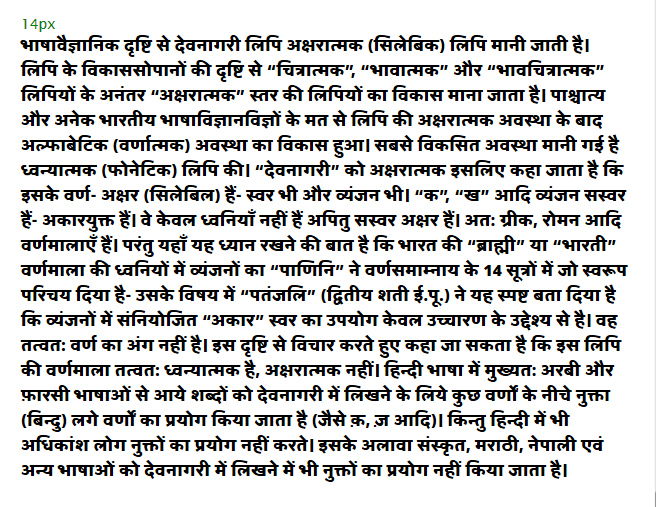 14px
भाषावैज्ञानिक दृष्टि से देवनागरी लिपि अक्षरात्मक (सिलेबिक) लिपि मानी जाती है।
लिपि के विकाससोपानों की दृष्टि से “चित्रात्मक”, “भावात्मक” और “भावचित्रात्मक”
लिपियों के अनंतर “अक्षरात्मक” स्तर की लिपियों का विकास माना जाता है। पाश्चात्य
और अनेक भारतीय भाषाविज्ञानविज्ञों के मत से लिपि की अक्षरात्मक अवस्था के बाद
अल्फाबेटिक (वर्णात्मक) अवस्था का विकास हुआ। सबसे विकसित अवस्था मानी गई है
ध्वन्यात्मक (फोनेटिक) लिपि की। “देवनागरी” को अक्षरात्मक इसलिए कहा जाता है कि
इसके वर्ण- अक्षर (सिलेबिल) हैं- स्वर भी और व्यंजन भी। “क”, “ख” आदि व्यंजन सस्वर
हैं- अकारयुक्त हैं। वे केवल ध्वनियाँ नहीं हैं अपितु सस्वर अक्षर हैं। अत: ग्रीक, रोमन आदि
वर्णमालाएँ हैं। परंतु यहाँ यह ध्यान रखने की बात है कि भारत की “ब्राह्मी” या “भारती”
वर्णमाला की ध्वनियों में व्यंजनों का “पाणिनि” ने वर्णसमाम्नाय के 14 सूत्रों में जो स्वरूप
परिचय दिया है- उसके विषय में “पतंजलि” (द्वितीय शती ई.पू.) ने यह स्पष्ट बता दिया है
कि व्यंजनों में संनियोजित “अकार” स्वर का उपयोग केवल उच्चारण के उद्देश्य से है। वह
तत्वत: वर्ण का अंग नहीं है। इस दृष्टि से विचार करते हुए कहा जा सकता है कि इस लिपि
की वर्णमाला तत्वत: ध्वन्यात्मक है, अक्षरात्मक नहीं। हिन्दी भाषा में मुख्यत: अरबी और
फ़ारसी भाषाओं से आये शब्दों को देवनागरी में लिखने के लिये कुछ वर्णों के नीचे नुक्ता
(बिन्दु) लगे वर्णों का प्रयोग किया जाता है (जैसे क़, ज़ आदि)। किन्तु हिन्दी में भी
अधिकांश लोग नुक्तों का प्रयोग नहीं करते। इसके अलावा संस्कृत, मराठी, नेपाली एवं
अन्य भाषाओं को देवनागरी में लिखने में भी नुक्तों का प्रयोग नहीं किया जाता है।